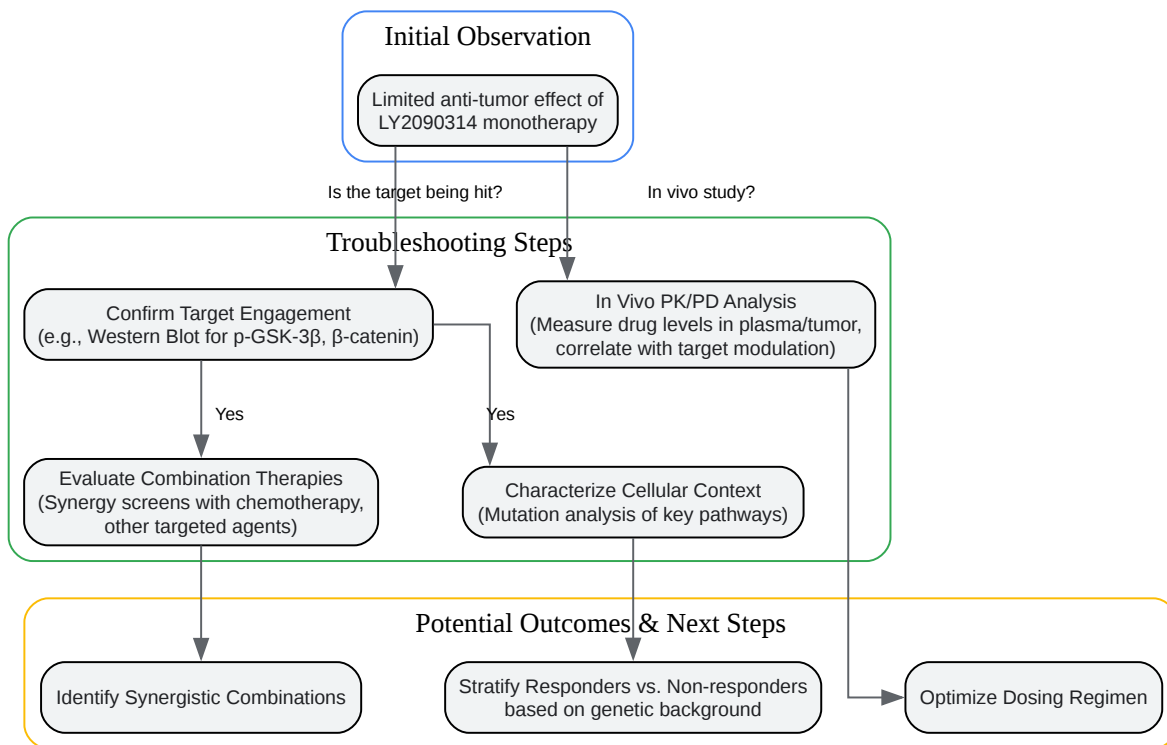 Initial Observation
Limited anti-tumor effect of
LY2090314 monotherapy
Is the target being hit?
In vivo study?
Troubleshooting Steps
Confirm Target Engagement
(e.g., Western Blot for p-GSK-3β, β-catenin)
In Vivo PK/PD Analysis
(Measure drug levels in plasma/tumor,
correlate with target modulation)
Yes
Yes
Evaluate Combination Therapies
(Synergy screens with chemotherapy,
other targeted agents)
Characterize Cellular Context
(Mutation analysis of key pathways)
Potential Outcomes & Next Steps
Identify Synergistic Combinations
Stratify Responders vs. Non-responders
based on genetic background
Optimize Dosing Regimen